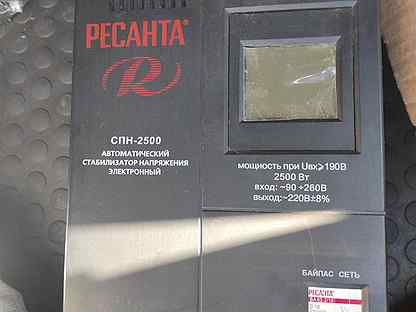 РЕСАНТА®
R
СПН-2500
АВТОМАТИЧЕСКИЙ
СТАБИЛИЗАТОР НАПРЯЖЕНИЯ
ЭЛЕКТРОННЫЙ
мощность при Uвх⩾190В
2500 Вт
вход: ~90 ÷260В
выход:~220В±8%
БАЙПАС СЕТЬ
РЕСАНТА